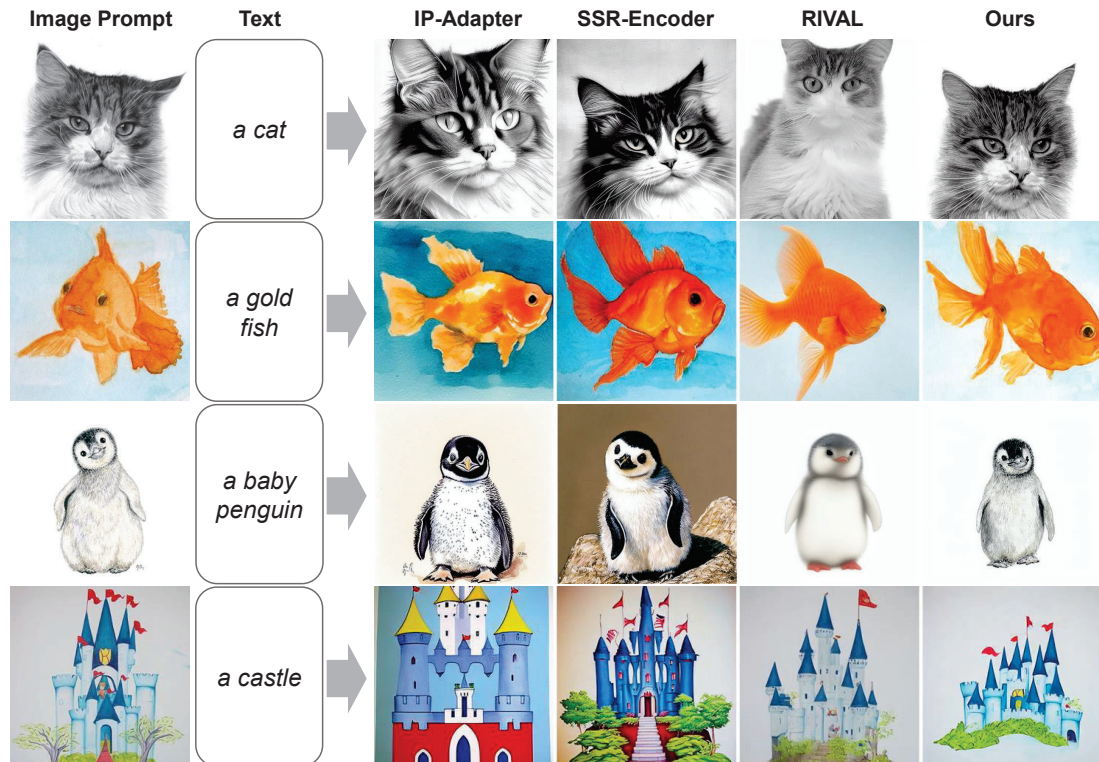 Image Prompt Text IP-Adapter SSR-Encoder RIVAL Ours
a cat
a gold
fish
a baby
penguin
a castle